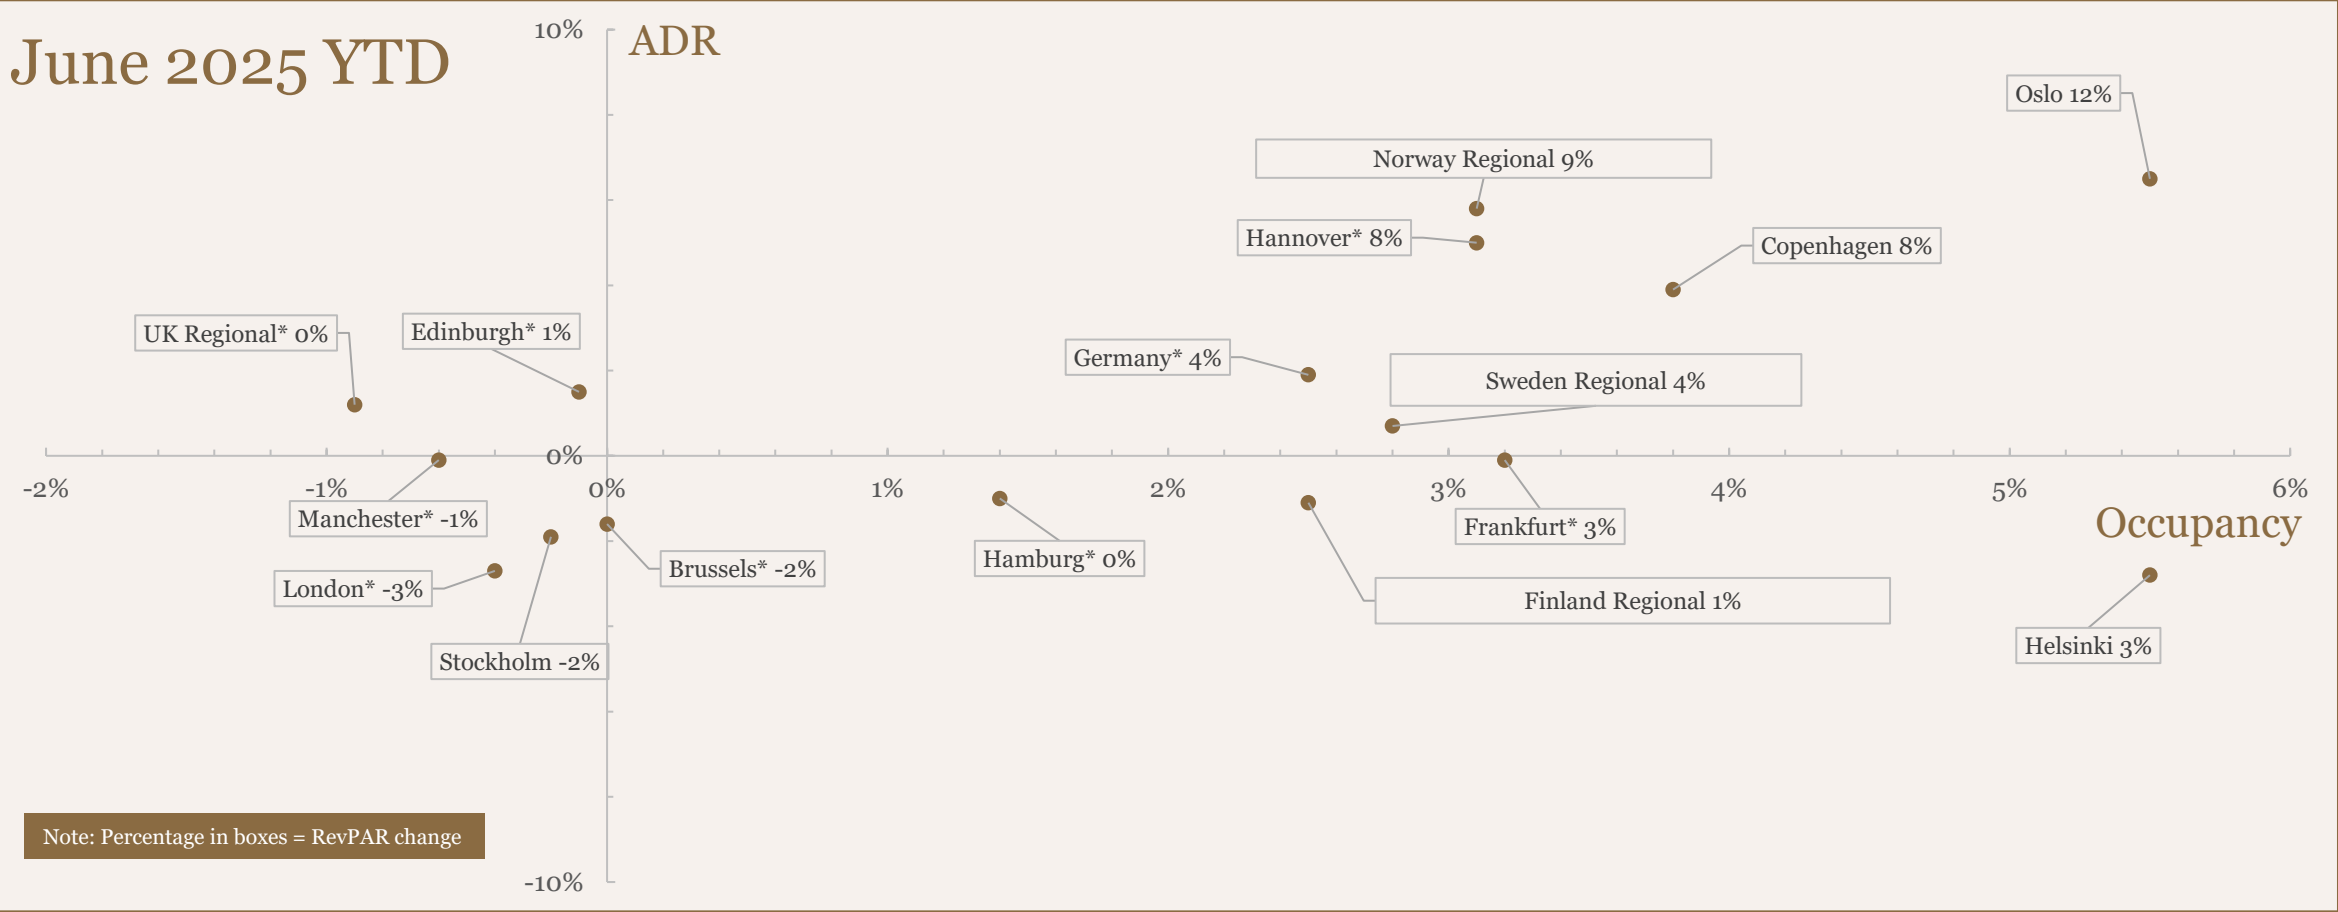 June 2025 YTD
10%
ADR
Oslo 12%
Norway Regional 9%
Hannover* 8%
Copenhagen 8%
UK Regional* 0%
Edinburgh* 1%
Germany* 4%
Sweden Regional 4%
0%
-2%
-1%
0%
1%
2%
3%
4%
5%
6%
Occupancy
Manchester* -1%
Frankfurt* 3%
Hamburg* 0%
Brussels* -2%
London* -3%
Finland Regional 1%
Helsinki 3%
Stockholm -2%
Note: Percentage in boxes = RevPAR change
-10%